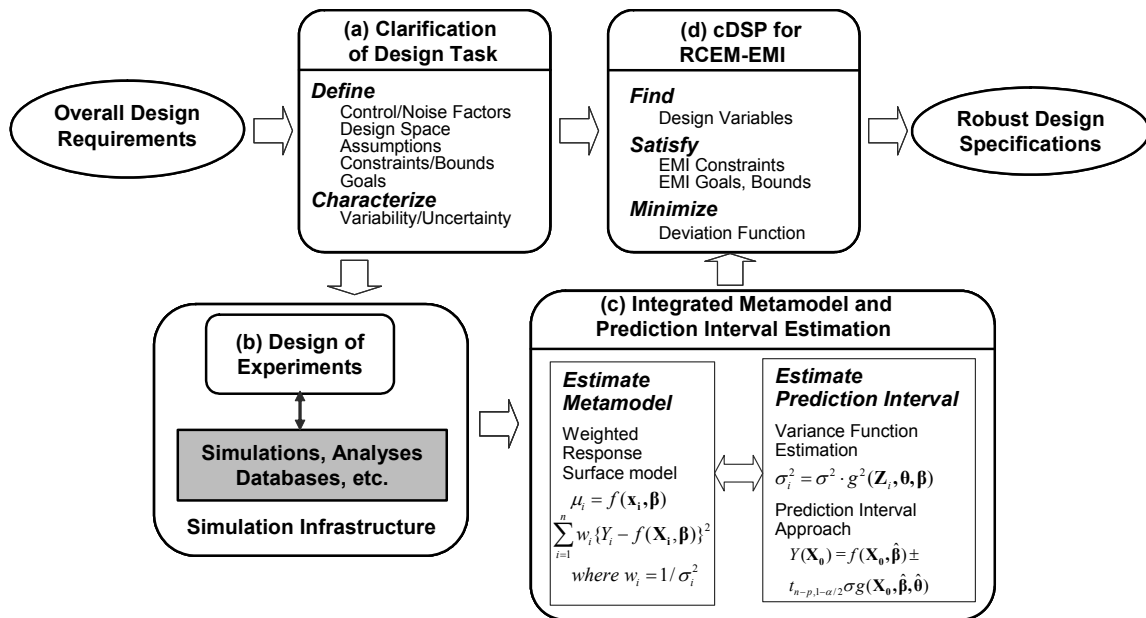 Overall Design
Requirements
(a) Clarification
of Design Task
Define
Control/Noise Factors
Design Space
Assumptions
Constraints/Bounds
Goals
Characterize
Variability/Uncertainty
(d) cDSP for
RCEM-EMI
Find
Design Variables
Satisfy
EMI Constraints
EMI Goals, Bounds
Minimize
Deviation Function
Robust Design
Specifications
(b) Design of
Experiments
Simulations, Analyses
Databases, etc.
Simulation Infrastructure
(c) Integrated Metamodel and
Prediction Interval Estimation
Estimate
Metamodel
Weighted
Response
Surface model
μ_i = f(x_i, β)
∑_{i=1}^{n} w_i{Y_i − f(X_i, β)}^2
where w_i = 1/σ_i^2
Estimate
Prediction Interval
Variance Function
Estimation
σ_i^2 = σ^2 · g^2(Z_i, θ, β)
Prediction Interval
Approach
Y(X_0) = f(X_0, β̂) ±
t_{n−p,1−α/2} σg(X_0, β̂, θ̂)